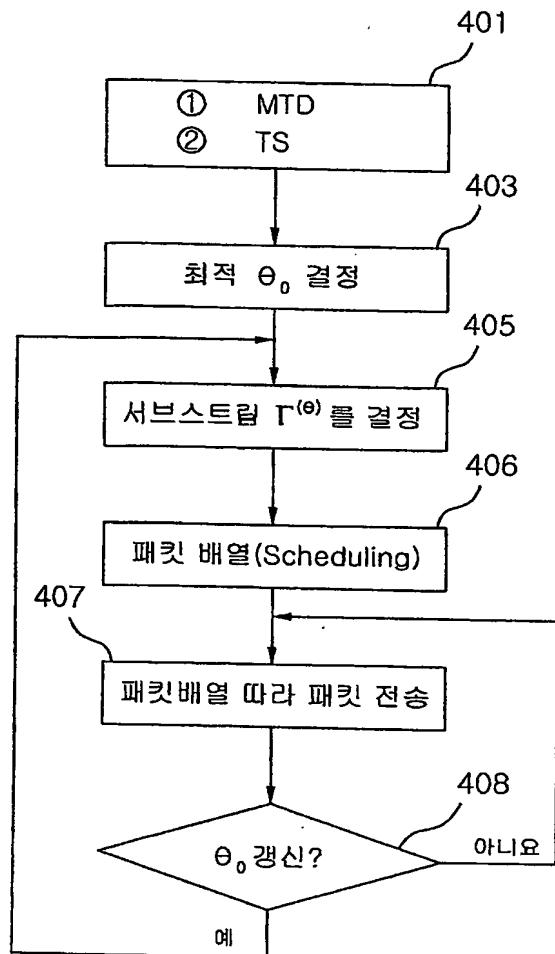 401
① MTD
② TS
403
최적 Θ₀ 결정
405
서브스트림 Γ⁽ᶿ⁾를 결정
406
패킷 배열(Scheduling)
407
패킷배열 따라 패킷 전송
408
Θ₀ 갱신?
아니요
예